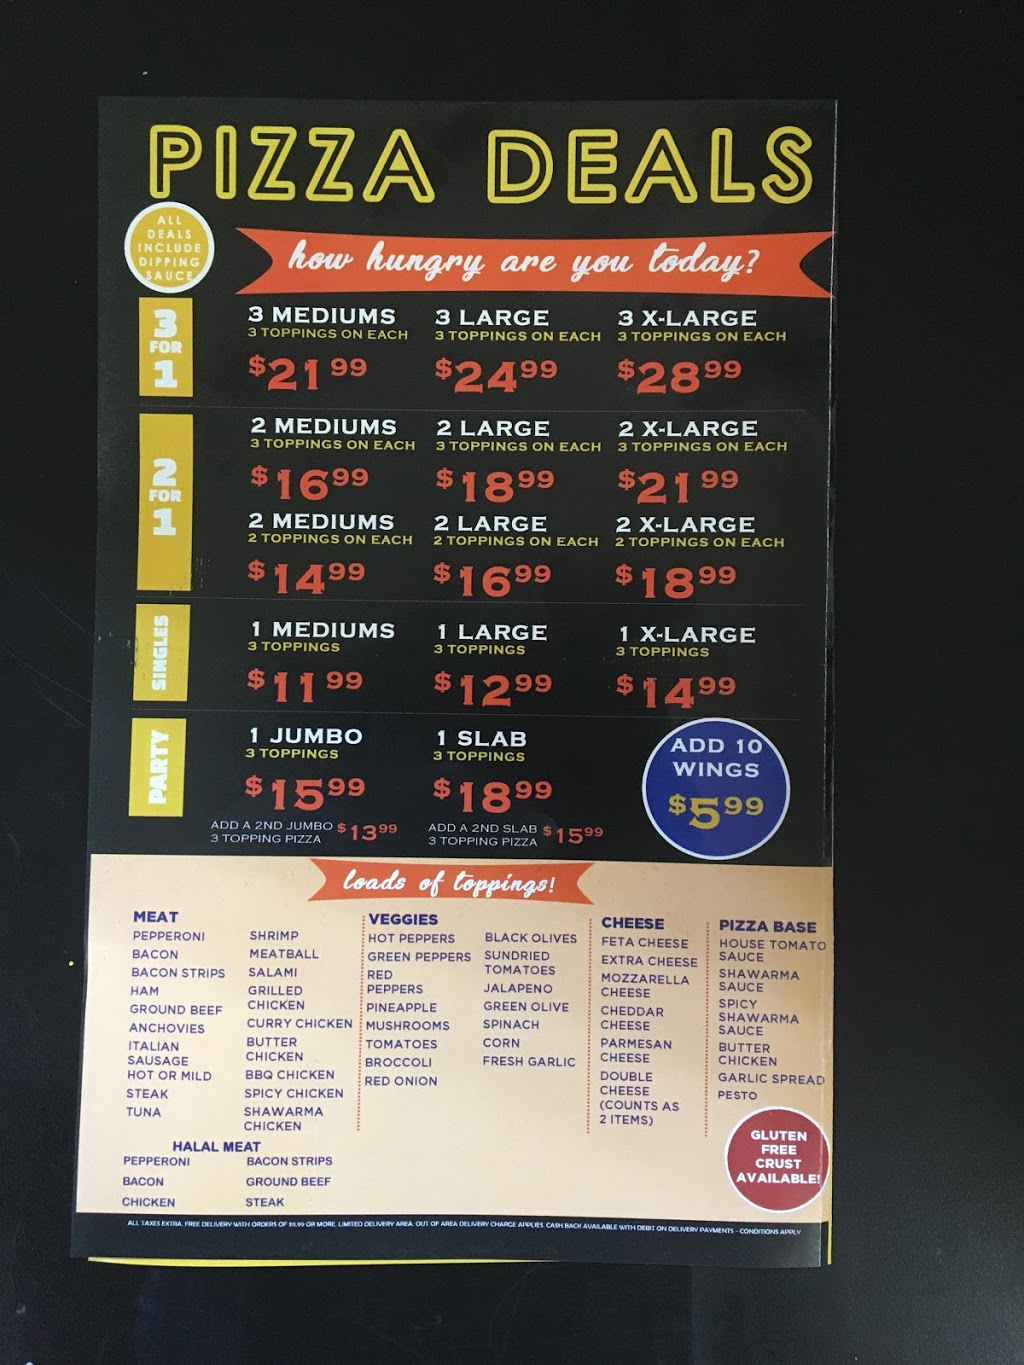 PIZZA DEALS
ALL
DEALS
INCLUDE
DIPPING
SAUCE
how hungry are you today?
3
FOR
1
3 MEDIUMS
3 TOPPINGS ON EACH
$21 99
3 LARGE
3 TOPPINGS ON EACH
$24 99
3 X-LARGE
3 TOPPINGS ON EACH
$28 99
2
FOR
1
2 MEDIUMS
3 TOPPINGS ON EACH
$16 99
2 LARGE
3 TOPPINGS ON EACH
$18 99
2 X-LARGE
3 TOPPINGS ON EACH
$21 99
2 MEDIUMS
2 TOPPINGS ON EACH
$14 99
2 LARGE
2 TOPPINGS ON EACH
$16 99
2 X-LARGE
2 TOPPINGS ON EACH
$18 99
SINGLES
1 MEDIUMS
3 TOPPINGS
$11 99
1 LARGE
3 TOPPINGS
$12 99
1 X-LARGE
3 TOPPINGS
$14 99
PARTY
1 JUMBO
3 TOPPINGS
$15 99
ADD A 2ND JUMBO
3 TOPPING PIZZA
$13 99
1 SLAB
3 TOPPINGS
$18 99
ADD A 2ND SLAB
3 TOPPING PIZZA
$15 99
ADD 10
WINGS
$5 99
loads of toppings!
MEAT
PEPPERONI
BACON
BACON STRIPS
HAM
GROUND BEEF
ANCHOVIES
ITALIAN
SAUSAGE
HOT OR MILD
STEAK
TUNA
SHRIMP
MEATBALL
SALAMI
GRILLED
CHICKEN
CURRY CHICKEN
BUTTER
CHICKEN
BBQ CHICKEN
SPICY CHICKEN
SHAWARMA
CHICKEN
HALAL MEAT
PEPPERONI
BACON
CHICKEN
BACON STRIPS
GROUND BEEF
STEAK
VEGGIES
HOT PEPPERS
GREEN PEPPERS
RED
PEPPERS
PINEAPPLE
MUSHROOMS
TOMATOES
BROCCOLI
RED ONION
BLACK OLIVES
SUNDRIED
TOMATOES
JALAPENO
GREEN OLIVE
SPINACH
CORN
FRESH GARLIC
CHEESE
FETA CHEESE
EXTRA CHEESE
MOZZARELLA
CHEESE
CHEDDAR
CHEESE
PARMESAN
CHEESE
DOUBLE
CHEESE
(COUNTS AS
2 ITEMS)
PIZZA BASE
HOUSE TOMATO
SAUCE
SHAWARMA
SAUCE
SPICY
SHAWARMA
SAUCE
BUTTER
CHICKEN
GARLIC SPREAD
PESTO
GLUTEN
FREE
CRUST
AVAILABLE!
ALL TAXES EXTRA. FREE DELIVERY WITH ORDERS OF 11.99 OR MORE. LIMITED DELIVERY AREA. OUT OF AREA DELIVERY CHARGE APPLIES. CASH BACK AVAILABLE WITH DEBIT ON DELIVERY PAYMENTS - CONDITIONS APPLY